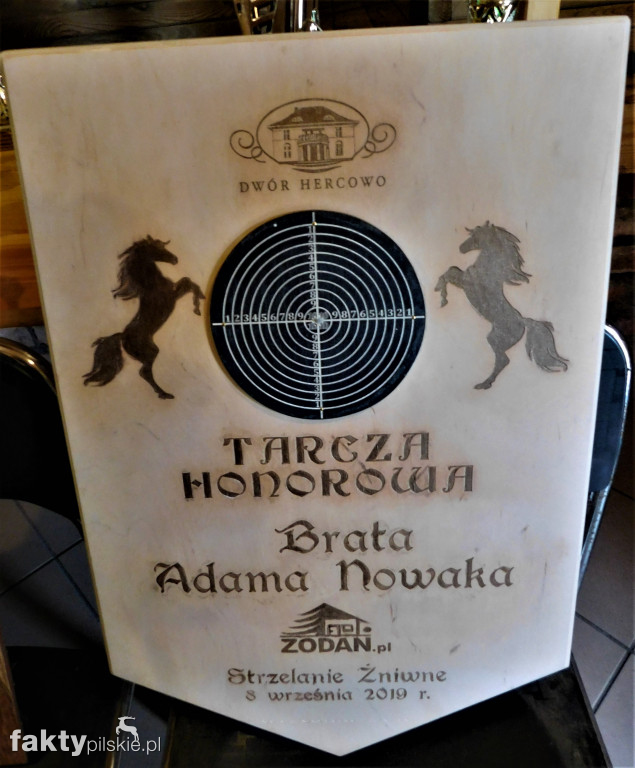 DWÓR HERCOWO
1 2 3 4 5 6 7 8 9 9 8 7 6 5 4 3 2 1
TARCZA
HONOROWA
Brata
Adama Nowaka
ZODAN.pl
Strzelanie Żniwne
8 września 2019 r.
faktypilskie.pl